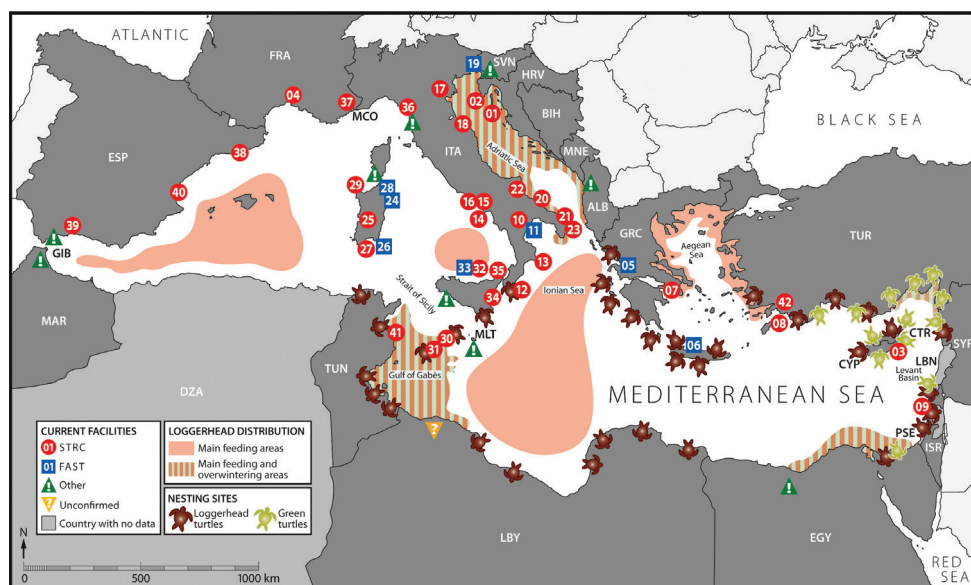 ATLANTIC
FRA
19
SVN
HRV
17
02
01
04
37
MCO
36
18
BIH
BLACK SEA
ESP
ITA
Adriatic Sea
MNE
38
29
28
24
40
22
20
ALB
16
15
14
10
11
21
23
25
39
GIB
27
26
GRC
Aegean
Sea
TUR
33
32
35
13
05
Strait of
Sicily
34
12
Ionian Sea
07
42
08
MAR
41
30
31
MLT
06
CTR
03
CYP
LBN
SYR
Levant
Basin
TUN
Gulf of Gabès
MEDITERRANEAN SEA
DZA
09
PSE
ISR
CURRENT FACILITIES
01 STRC
01 FAST
! Other
? Unconfirmed
Country with no data
LOGGERHEAD DISTRIBUTION
Main feeding areas
Main feeding and
overwintering areas
NESTING SITES
Loggerhead
turtles
Green
turtles
N
0 500 1000 km
LBY
EGY
RED
SEA